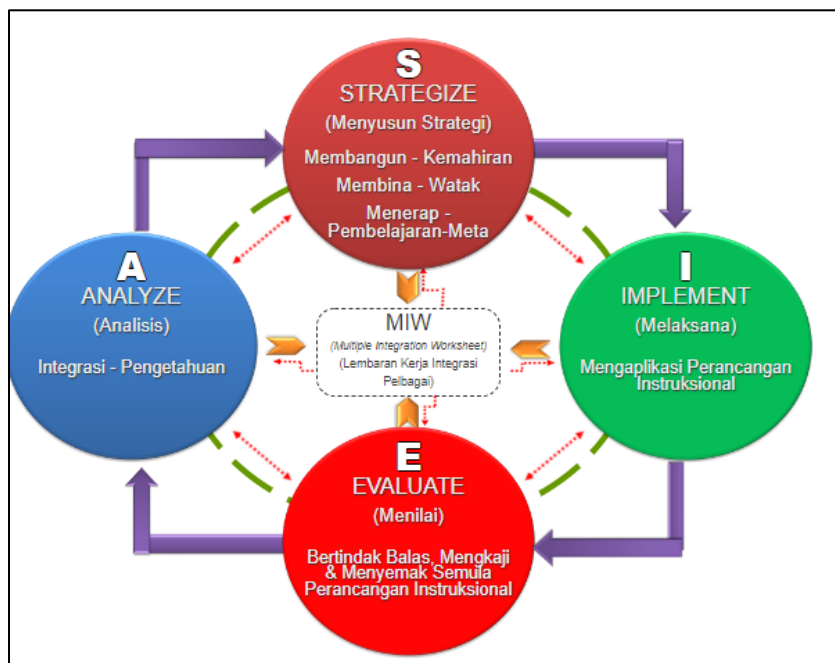 S
STRATEGIZE
(Menyusun Strategi)
Membangun - Kemahiran
Membina - Watak
Menerap -
Pembelajaran-Meta
A
ANALYZE
(Analisis)
Integrasi - Pengetahuan
MIW
(Multiple Integration Worksheet)
(Lembaran Kerja Integrasi
Pelbagai)
I
IMPLEMENT
(Melaksana)
Mengaplikasi Perancangan
Instruksional
E
EVALUATE
(Menilai)
Bertindak Balas, Mengkaji
& Menyemak Semula
Perancangan Instruksional